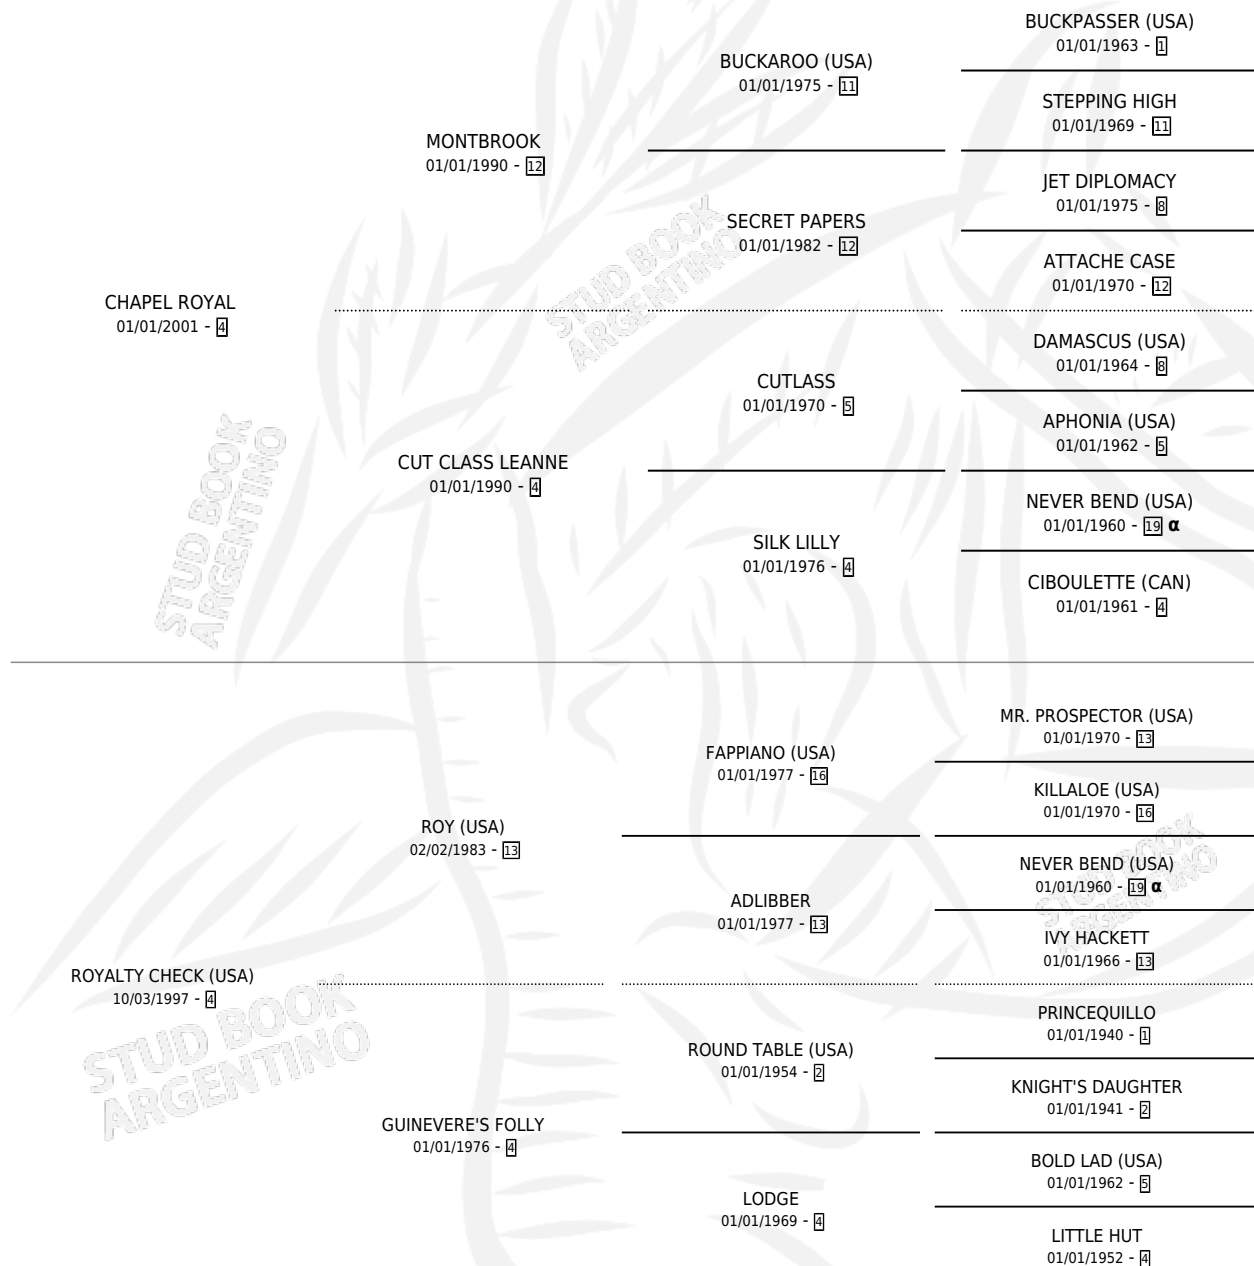 BUCKPASSER (USA)
01/01/1963 - 1
BUCKAROO (USA)
01/01/1975 - 11
STEPPING HIGH
01/01/1969 - 11
MONTBROOK
01/01/1990 - 12
JET DIPLOMACY
01/01/1975 - 8
SECRET PAPERS
01/01/1982 - 12
ATTACHE CASE
01/01/1970 - 12
CHAPEL ROYAL
01/01/2001 - 4
DAMASCUS (USA)
01/01/1964 - 8
CUTLASS
01/01/1970 - 5
APHONIA (USA)
01/01/1962 - 5
CUT CLASS LEANNE
01/01/1990 - 4
NEVER BEND (USA)
01/01/1960 - 19 α
SILK LILLY
01/01/1976 - 4
CIBOULETTE (CAN)
01/01/1961 - 4
MR. PROSPECTOR (USA)
01/01/1970 - 13
FAPPIANO (USA)
01/01/1977 - 16
KILLALOE (USA)
01/01/1970 - 16
ROY (USA)
02/02/1983 - 13
NEVER BEND (USA)
01/01/1960 - 19 α
ADLIBBER
01/01/1977 - 13
IVY HACKETT
01/01/1966 - 13
ROYALTY CHECK (USA)
10/03/1997 - 4
PRINCEQUILLO
01/01/1940 - 1
ROUND TABLE (USA)
01/01/1954 - 2
KNIGHT'S DAUGHTER
01/01/1941 - 2
GUINEVERE'S FOLLY
01/01/1976 - 4
BOLD LAD (USA)
01/01/1962 - 5
LODGE
01/01/1969 - 4
LITTLE HUT
01/01/1952 - 4
STUD BOOK
ARGENTINO
STUD BOOK
ARGENTINO
STUD BOOK
ARGENTINO
STUD BOOK
ARGENTINO